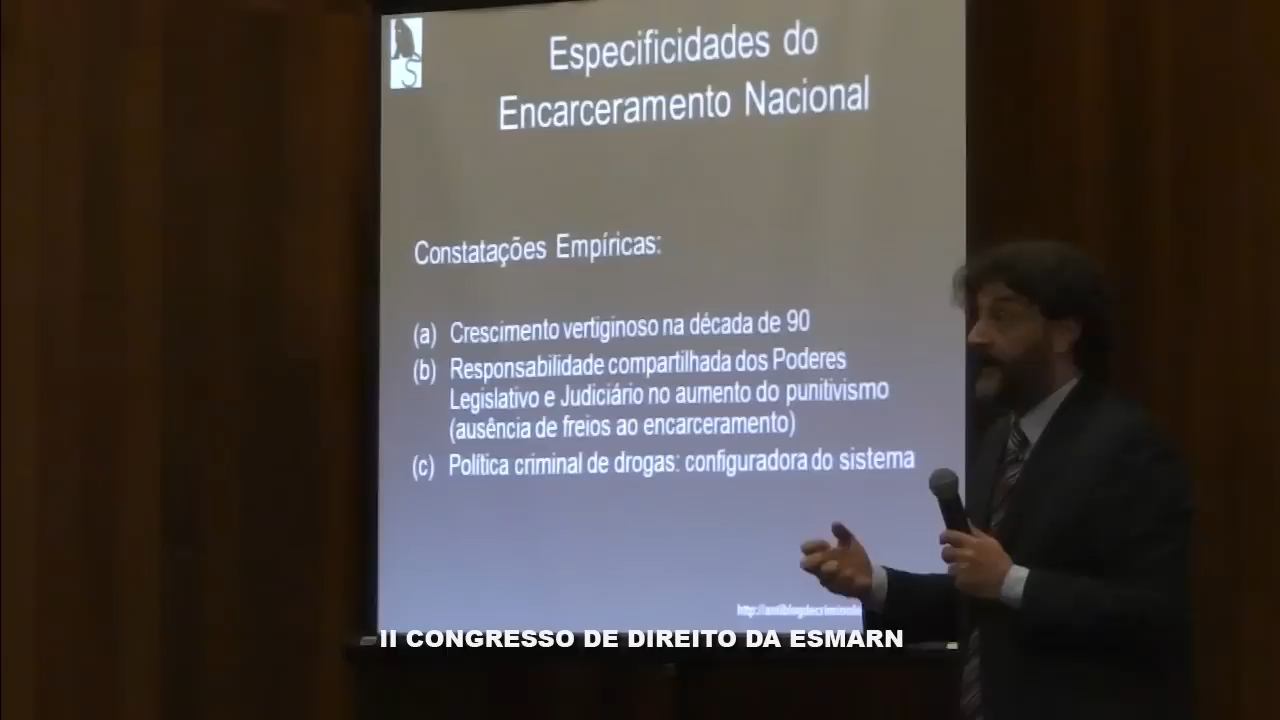 Especificidades do
Encarceramento Nacional
S
Constatações Empíricas:
(a) Crescimento vertiginoso na década de 90
(b) Responsabilidade compartilhada dos Poderes
Legislativo e Judiciário no aumento do punitivismo
(ausência de freios ao encarceramento)
(c) Política criminal de drogas: configuradora do sistema
II CONGRESSO DE DIREITO DA ESMARN